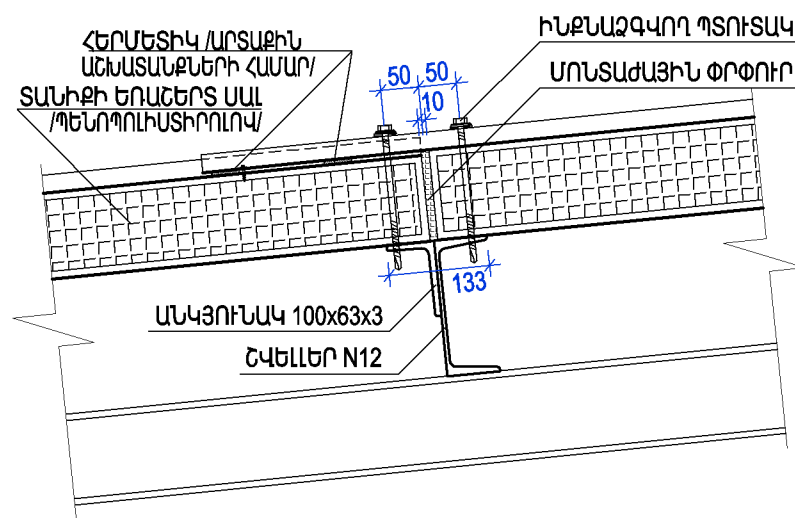 ՀԵՐՄԵՏԻԿ /ԱՐՏԱՔԻՆ
ԱՇԽԱՏԱՆՔՆԵՐԻ ՀԱՄԱՐ/
ՏԱՆԻՔԻ ԵՌԱՇԵՐՏ ՍԱԼ
/ՊԵՆՈՊՈԼԻՍՏԻՐՈԼՈՎ/
ԻՆՔՆԱՁԳՎՈՂ ՊՏՈՒՏԱԿ
ՄՈՆՏԱԺԱՅԻՆ ՓՐՓՈՒՐ
50
50
10
133
ԱՆԿՅՈՒՆԱԿ 100x63x3
ՇՎԵԼԼԵՐ N12